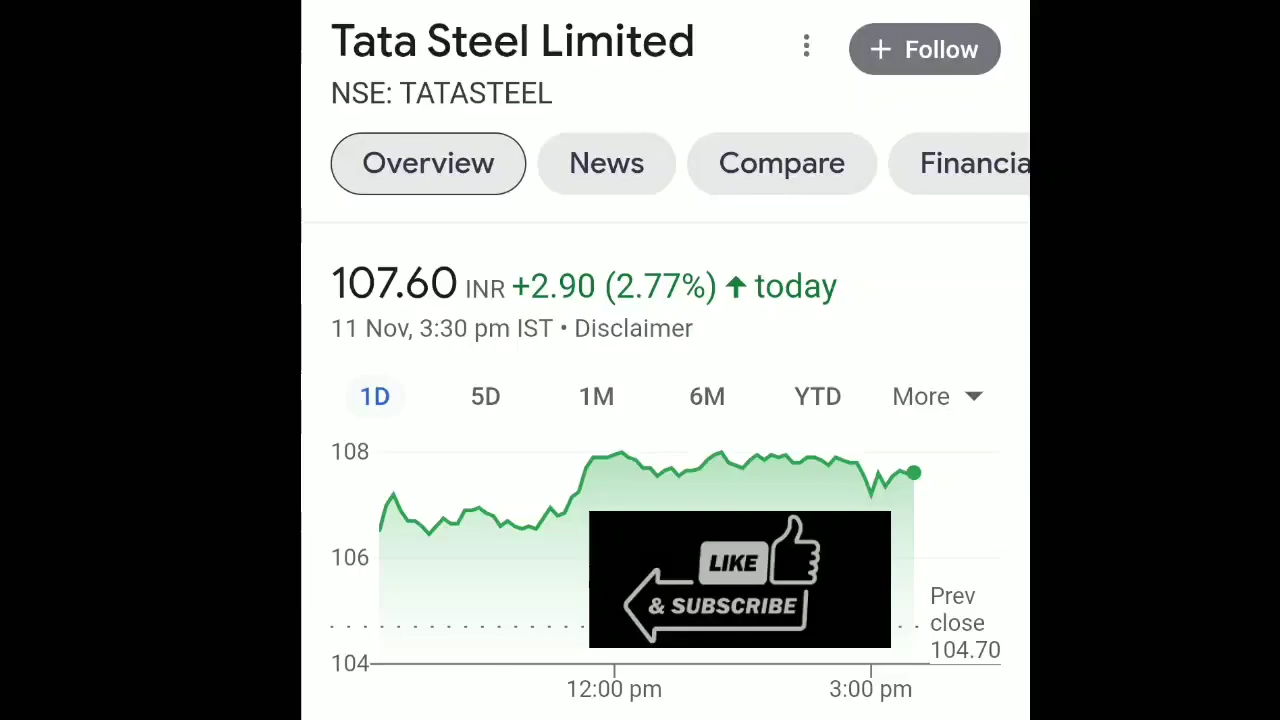 Tata Steel Limited
+ Follow
NSE: TATASTEEL
Overview News Compare Financia
107.60 INR +2.90 (2.77%) ↑ today
11 Nov, 3:30 pm IST • Disclaimer
1D 5D 1M 6M YTD More
108
106
104
LIKE
& SUBSCRIBE
Prev
close
104.70
12:00 pm 3:00 pm